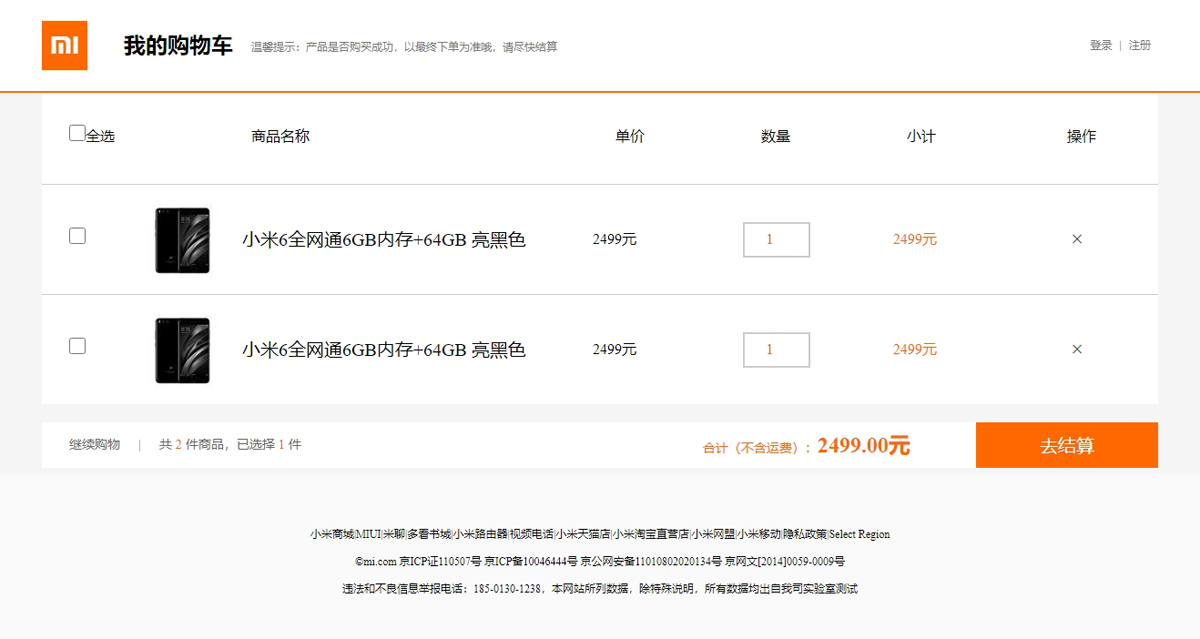 mi 我的购物车 温馨提示：产品是否购买成功，以最终下单为准哦，请尽快结算 登录 | 注册
全选 商品名称 单价 数量 小计 操作
小米6全网通6GB内存+64GB 亮黑色 2499元 1 2499元 ×
小米6全网通6GB内存+64GB 亮黑色 2499元 1 2499元 ×
继续购物 | 共 2 件商品，已选择 1 件 合计（不含运费）: 2499.00元 去结算
小米商城|MIUI|米聊|多看书城|小米路由器|视频电话|小米天猫店|小米淘宝直营店|小米网盟|小米移动|隐私政策|Select Region
©mi.com 京ICP证110507号 京ICP备10046444号 京公网安备11010802020134号 京网文[2014]0059-0009号
违法和不良信息举报电话：185-0130-1238，本网站所列数据，除特殊说明，所有数据均出自我司实验室测试